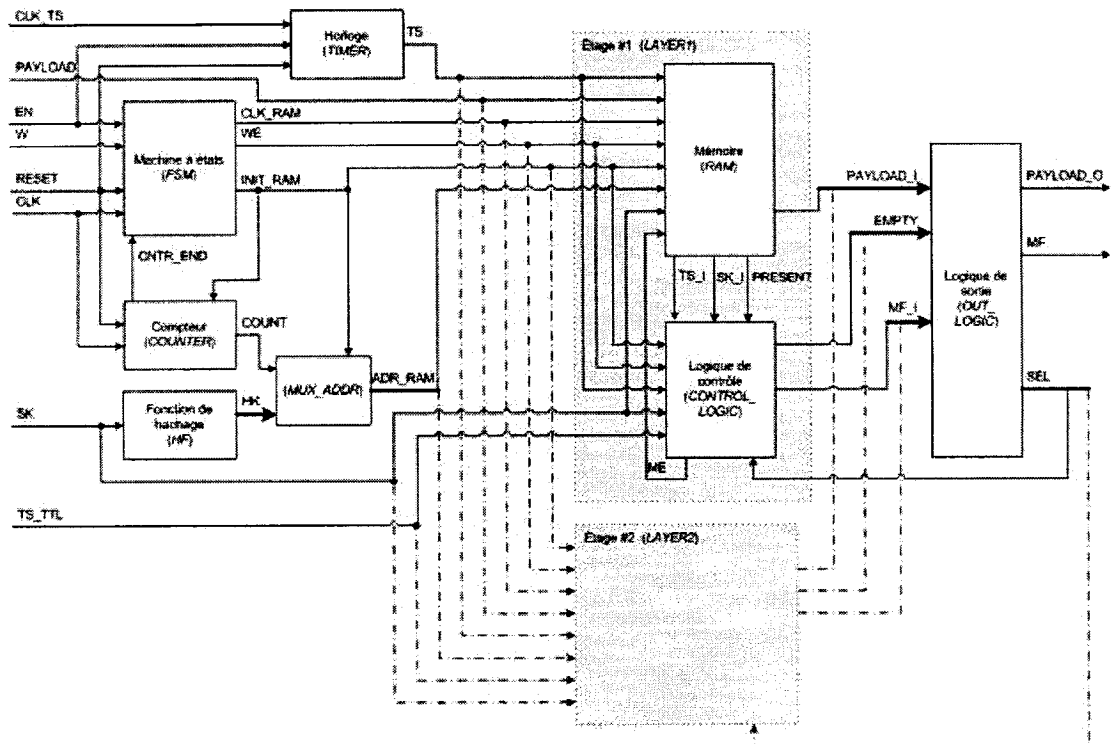 CLK_TS
Horloge
(TIMER)
TS
PAYLOAD
EN
W
RESET
CLK
Machine à états
(FSM)
CLK_RAM
WE
INIT_RAM
CNTR_END
Compteur
(COUNTER)
COUNT
(MUX_ADDR)
ADR_RAM
SK
Fonction de
hachage
(HF)
HK
TS_TTL
Étage #1 (LAYER1)
Mémoire
(RAM)
TS_I
SK_I
PRESENT
Logique de
contrôle
(CONTROL_
LOGIC)
ME
PAYLOAD_I
EMPTY
MF_I
Logique de
sortie
(OUT_
LOGIC)
PAYLOAD_O
MF
SEL
Étage #2 (LAYER2)